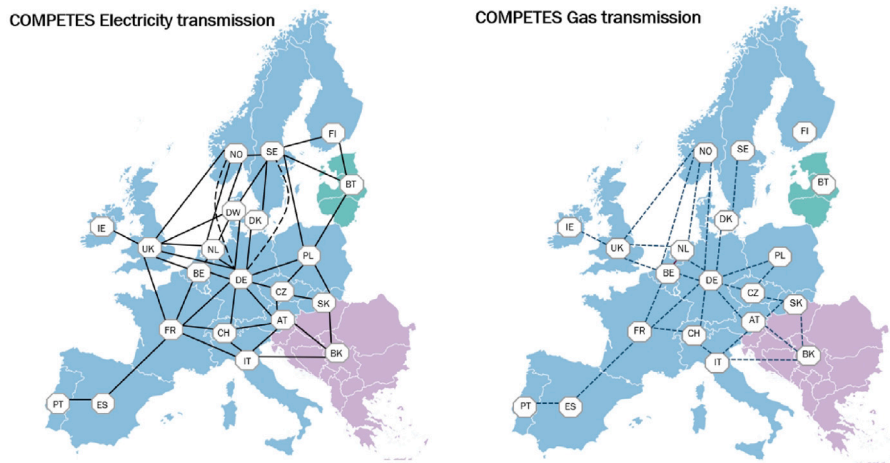 COMPETES Electricity transmission
FI
NO
SE
BT
DW
DK
IE
UK
NL
PL
BE
DE
CZ
SK
AT
FR
CH
BK
IT
PT
ES
COMPETES Gas transmission
FI
NO
SE
BT
DK
IE
UK
NL
PL
BE
DE
CZ
SK
AT
FR
CH
BK
IT
PT
ES